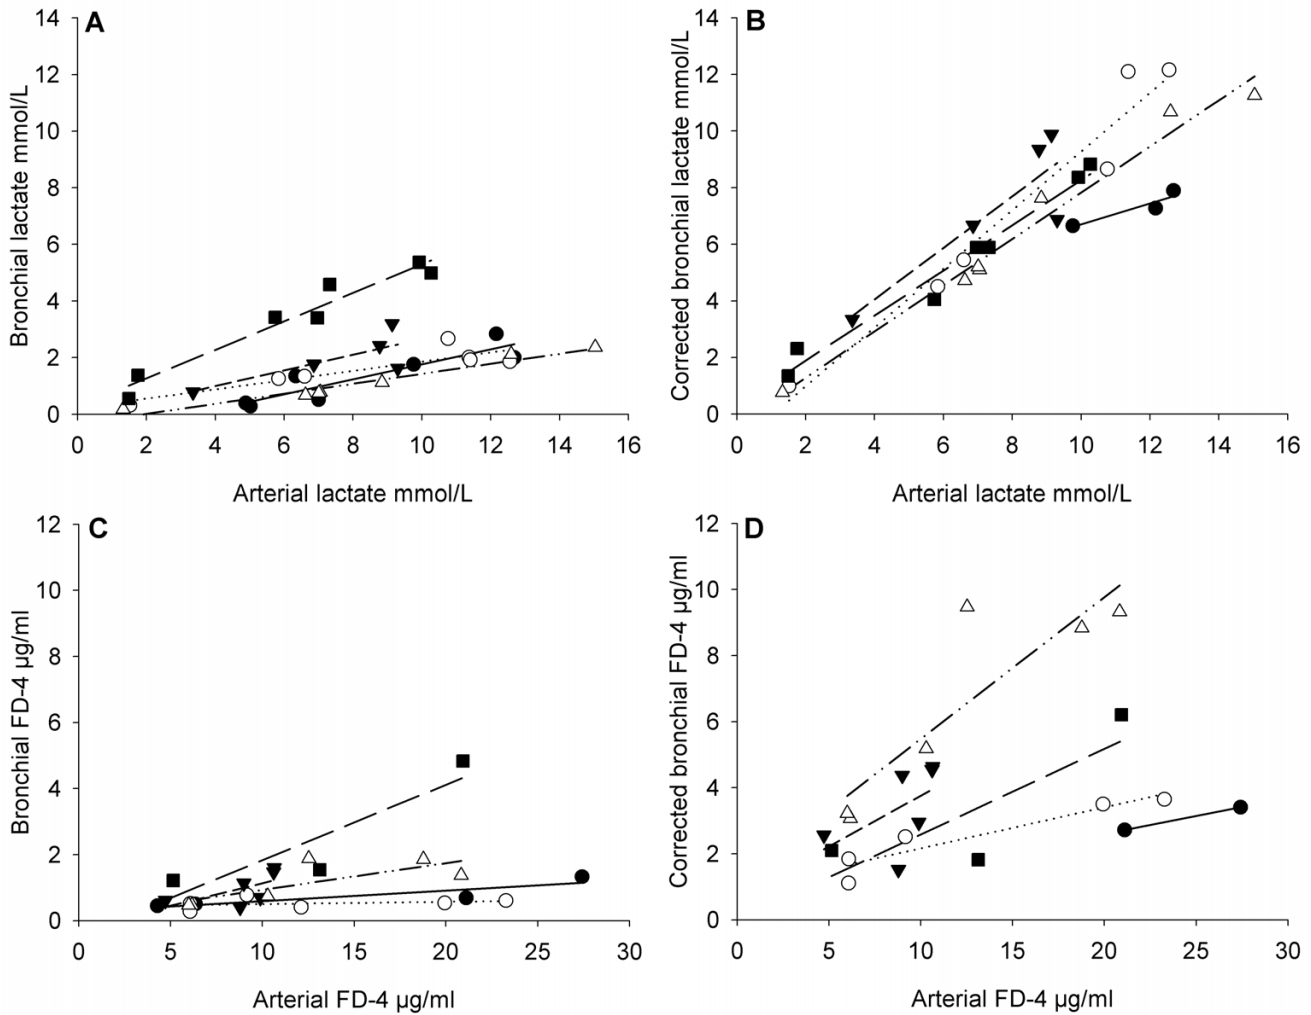 A
Bronchial lactate mmol/L
14
12
10
8
6
4
2
0
0 2 4 6 8 10 12 14 16
Arterial lactate mmol/L
B
Corrected bronchial lactate mmol/L
14
12
10
8
6
4
2
0
0 2 4 6 8 10 12 14 16
Arterial lactate mmol/L
C
Bronchial FD-4 µg/ml
12
10
8
6
4
2
0
0 5 10 15 20 25 30
Arterial FD-4 µg/ml
D
Corrected bronchial FD-4 µg/ml
12
10
8
6
4
2
0
0 5 10 15 20 25 30
Arterial FD-4 µg/ml